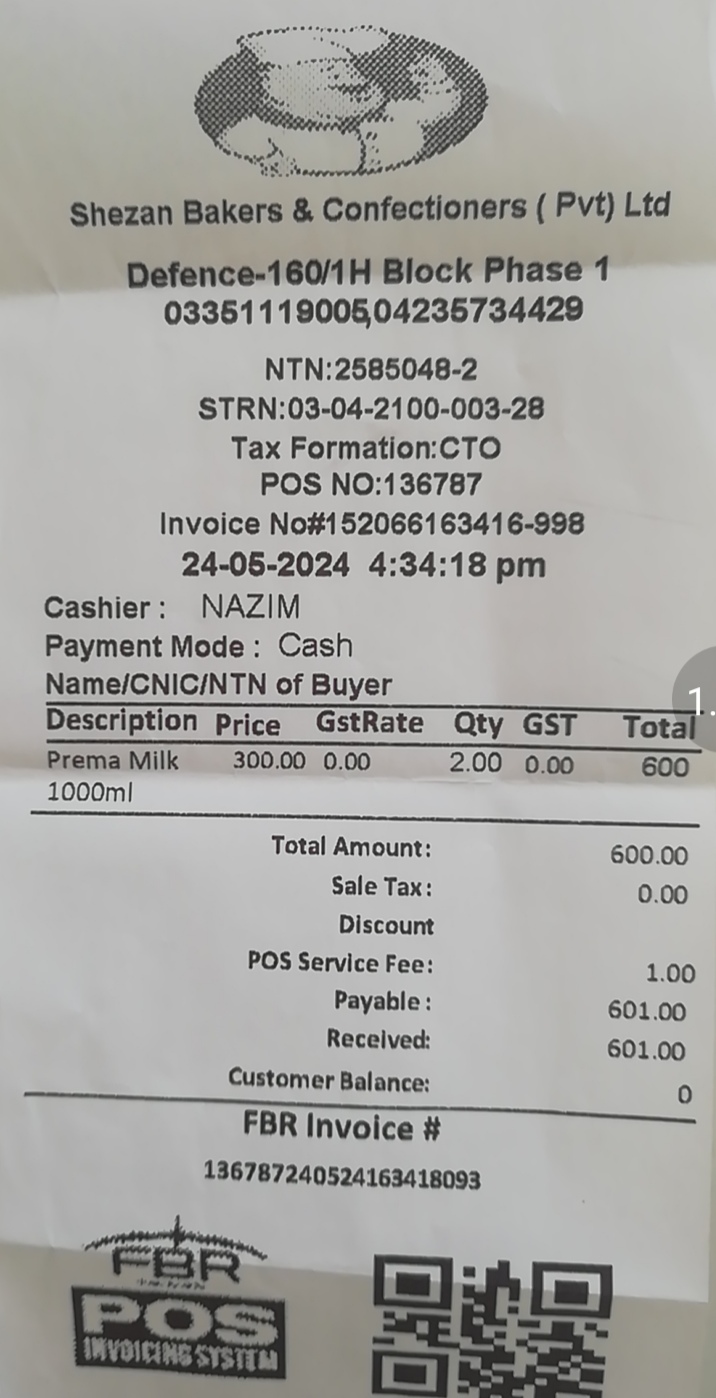 Shezan Bakers & Confectioners ( Pvt) Ltd
Defence-160/1H Block Phase 1
03351119005,04235734429
NTN:2585048-2
STRN:03-04-2100-003-28
Tax Formation:CTO
POS NO:136787
Invoice No#152066163416-998
24-05-2024 4:34:18 pm
Cashier : NAZIM
Payment Mode : Cash
Name/CNIC/NTN of Buyer
1.
Description Price GstRate Qty GST Total
Prema Milk 300.00 0.00 2.00 0.00 600
1000ml
Total Amount: 600.00
Sale Tax: 0.00
Discount
POS Service Fee: 1.00
Payable : 601.00
Received: 601.00
Customer Balance: 0
FBR Invoice #
136787240524163418093
FBR
POS
INVOICING SYSTEM